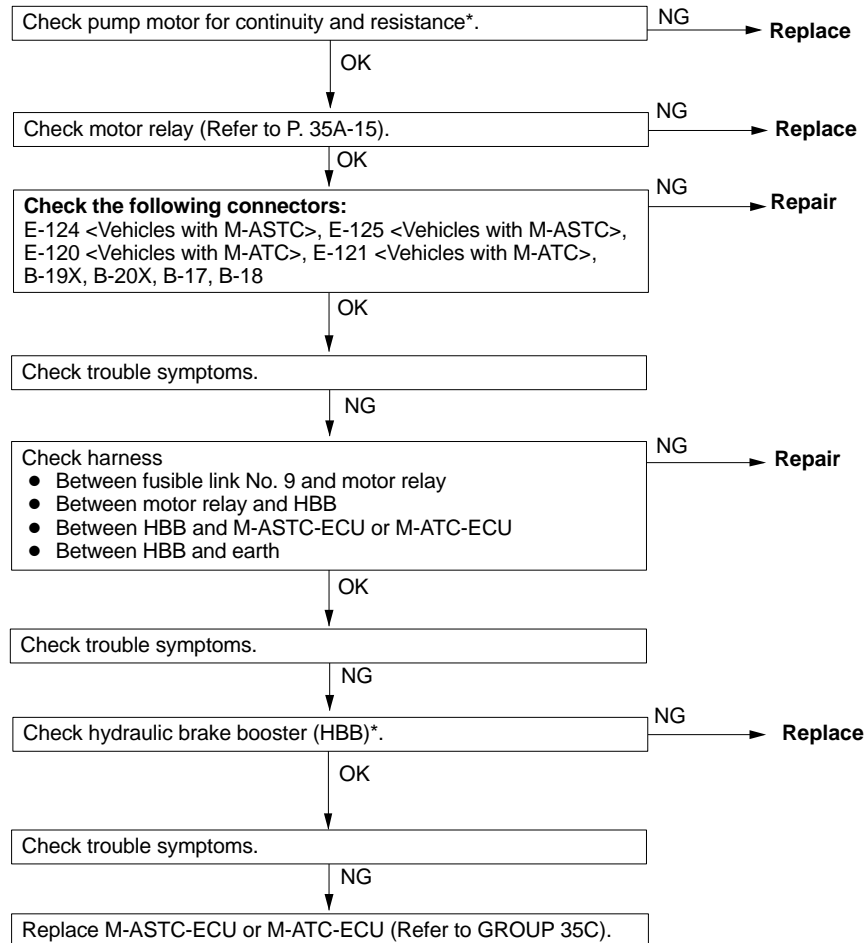 Check pump motor for continuity and resistance*.
NG
Replace
OK
Check motor relay (Refer to P. 35A-15).
NG
Replace
OK
Check the following connectors:
E-124 <Vehicles with M-ASTC>, E-125 <Vehicles with M-ASTC>,
E-120 <Vehicles with M-ATC>, E-121 <Vehicles with M-ATC>,
B-19X, B-20X, B-17, B-18
NG
Repair
OK
Check trouble symptoms.
NG
Check harness
● Between fusible link No. 9 and motor relay
● Between motor relay and HBB
● Between HBB and M-ASTC-ECU or M-ATC-ECU
● Between HBB and earth
NG
Repair
OK
Check trouble symptoms.
NG
Check hydraulic brake booster (HBB)*.
NG
Replace
OK
Check trouble symptoms.
NG
Replace M-ASTC-ECU or M-ATC-ECU (Refer to GROUP 35C).